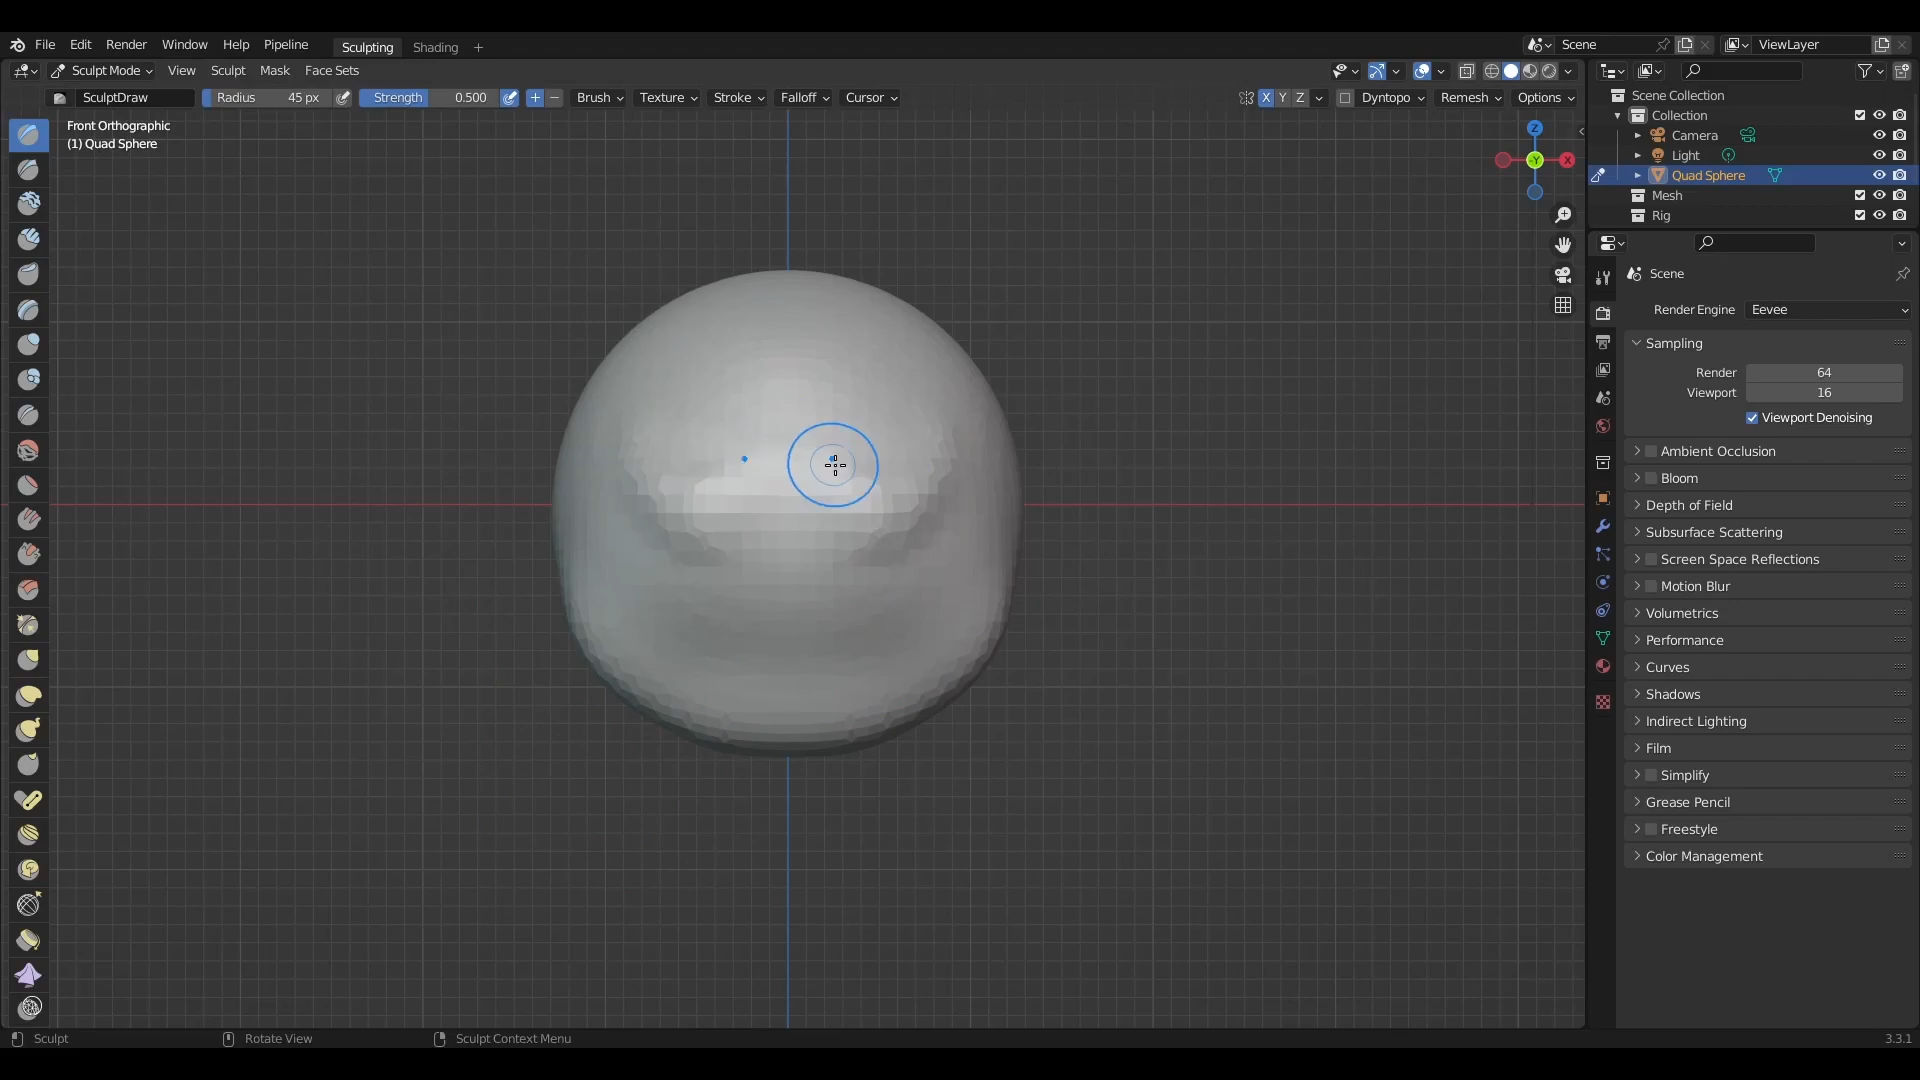 File Edit Render Window Help Pipeline Sculpting Shading + Scene ViewLayer
Sculpt Mode View Sculpt Mask Face Sets
SculptDraw Radius 45 px Strength 0.500 + − Brush Texture Stroke Falloff Cursor X Y Z Dyntopo Remesh Options
Front Orthographic
(1) Quad Sphere
Z
-Y X
Scene Collection
Collection
Camera
Light
Quad Sphere
Mesh
Rig
Scene
Render Engine Eevee
Sampling
Render 64
Viewport 16
Viewport Denoising
Ambient Occlusion
Bloom
Depth of Field
Subsurface Scattering
Screen Space Reflections
Motion Blur
Volumetrics
Performance
Curves
Shadows
Indirect Lighting
Film
Simplify
Grease Pencil
Freestyle
Color Management
Sculpt Rotate View Sculpt Context Menu 3.3.1